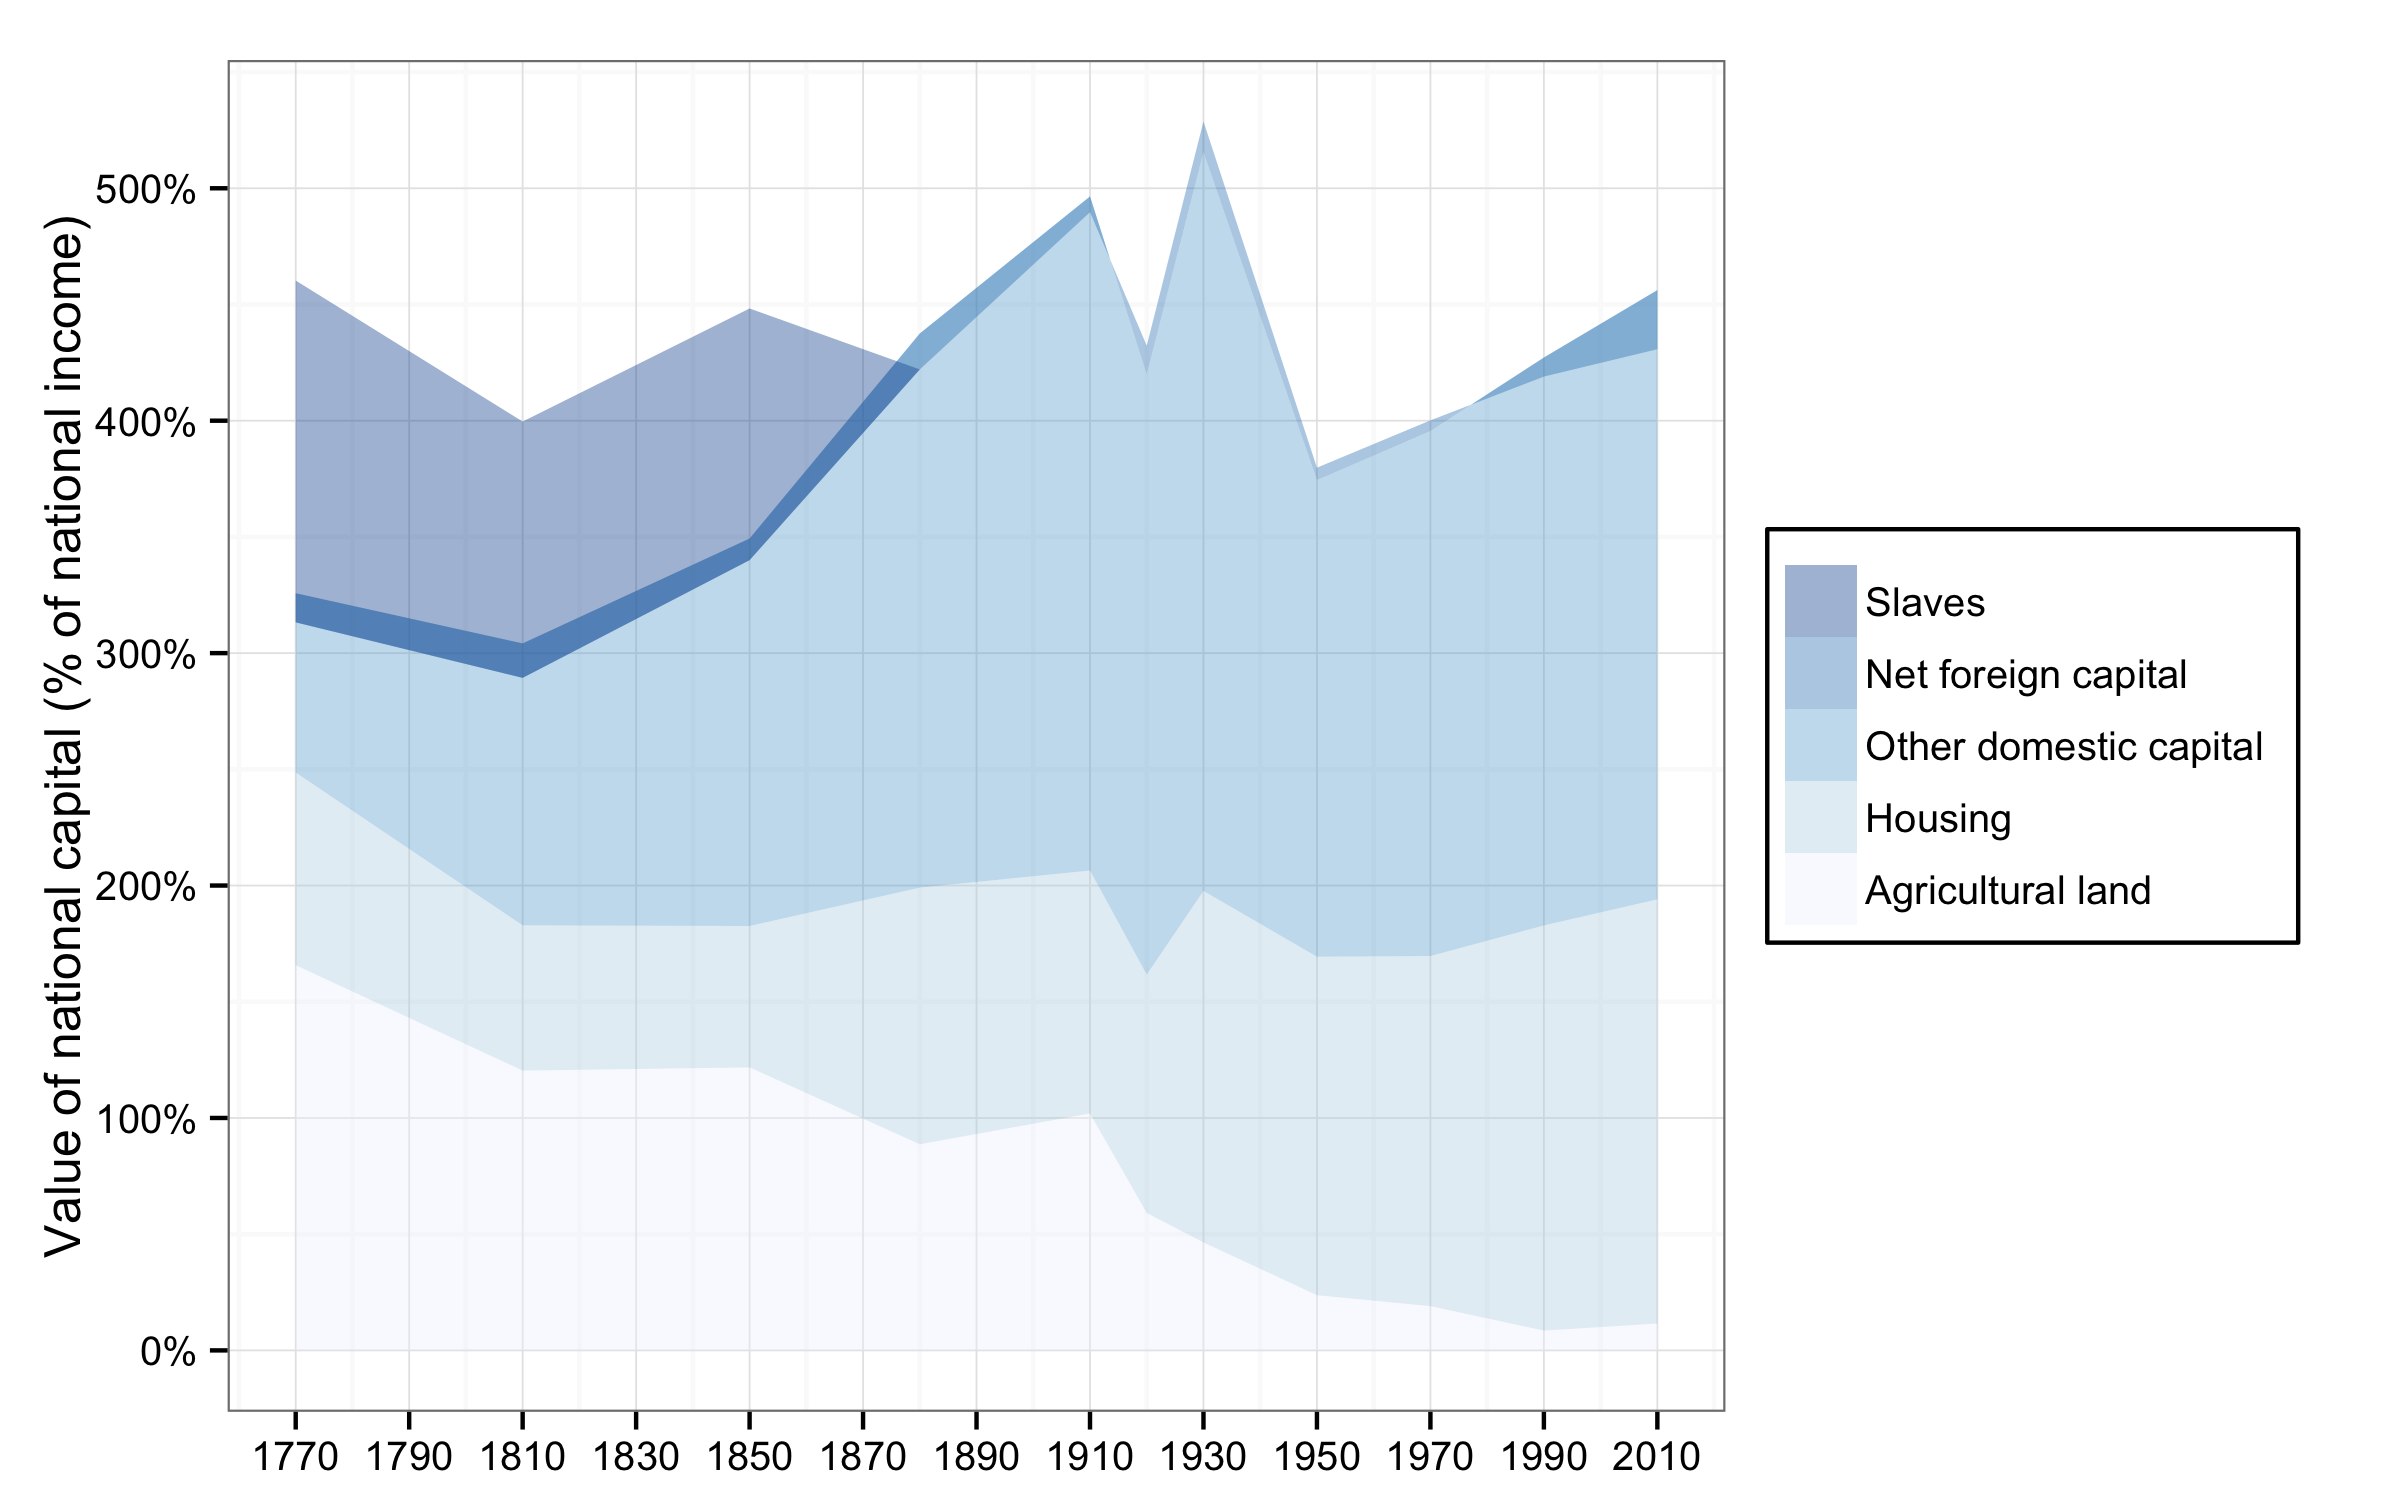 Value of national capital (% of national income)
500%
400%
300%
200%
100%
0%
1770 1790 1810 1830 1850 1870 1890 1910 1930 1950 1970 1990 2010
Slaves
Net foreign capital
Other domestic capital
Housing
Agricultural land